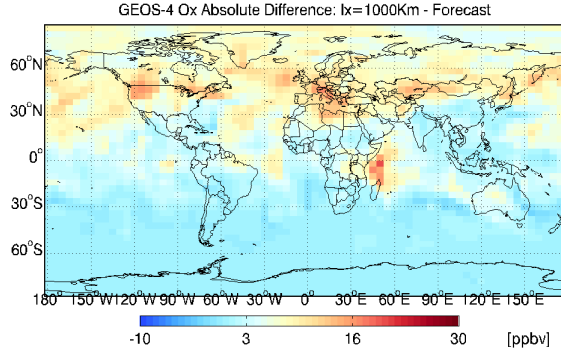 GEOS-4 Ox Absolute Difference: lx=1000Km - Forecast
60°N
30°N
0°
30°S
60°S
180°W 150°W 120°W 90°W 60°W 30°W 0° 30°E 60°E 90°E 120°E 150°E
-10 3 16 30 [ppbv]